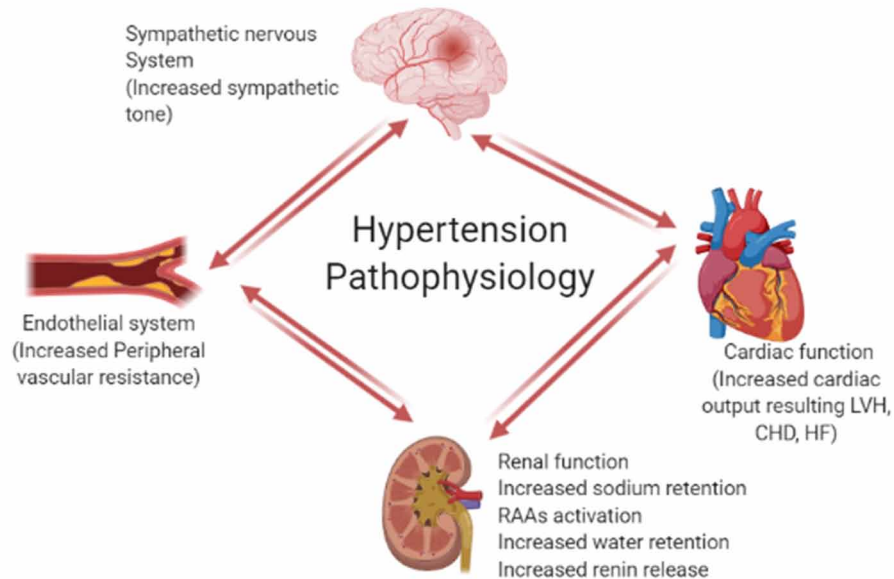 Sympathetic nervous
System
(Increased sympathetic
tone)
Hypertension
Pathophysiology
Endothelial system
(Increased Peripheral
vascular resistance)
Cardiac function
(Increased cardiac
output resulting LVH,
CHD, HF)
Renal function
Increased sodium retention
RAAs activation
Increased water retention
Increased renin release